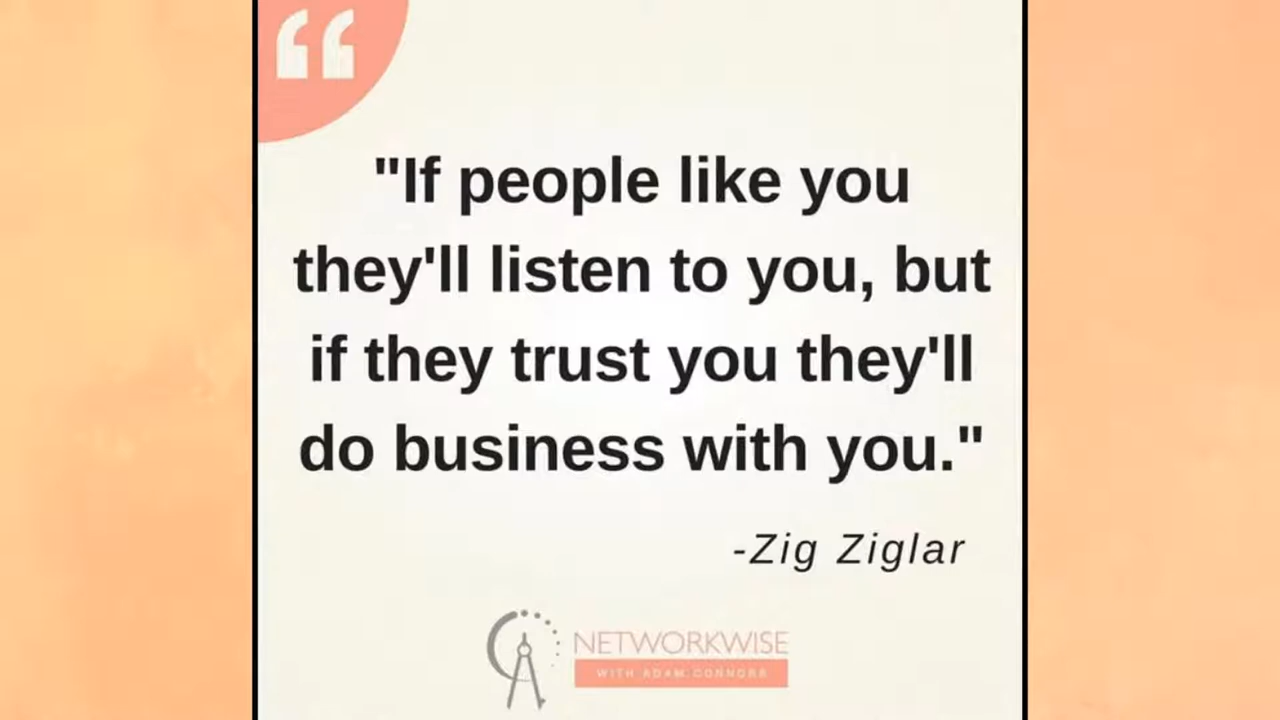 "If people like you
they'll listen to you, but
if they trust you they'll
do business with you."
-Zig Ziglar
NETWORKWISE
WITH ADAM CONNORS